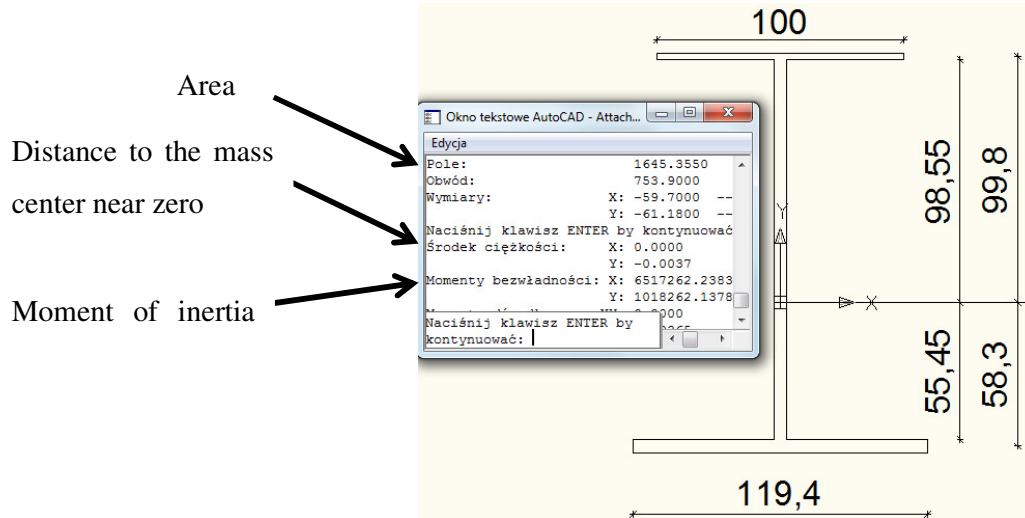 Area
Distance to the mass
center near zero
Moment of inertia
Okno tekstowe AutoCAD - Attach...
Edycja
Pole: 1645.3550
Obwód: 753.9000
Wymiary: X: -59.7000 --
Y: -61.1800 --
Naciśnij klawisz ENTER by kontynuować
Środek ciężkości: X: 0.0000
Y: -0.0037
Momenty bezwładności: X: 6517262.2383
Y: 1018262.1378
Naciśnij klawisz ENTER by
kontynuować:
100
98,55
99,8
Y
X
55,45
58,3
119,4